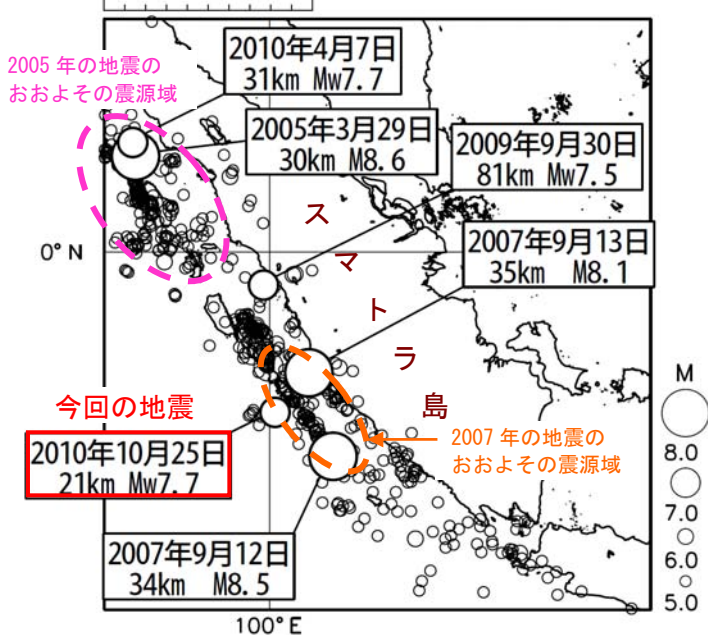 2010年4月7日
31km Mw7.7
2005 年の地震の
おおよその震源域
2005年3月29日
30km M8.6
2009年9月30日
81km Mw7.5
2007年9月13日
35km M8.1
0° N
スマトラ島
今回の地震
2010年10月25日
21km Mw7.7
2007 年の地震の
おおよその震源域
2007年9月12日
34km M8.5
M
8.0
7.0
6.0
5.0
100° E